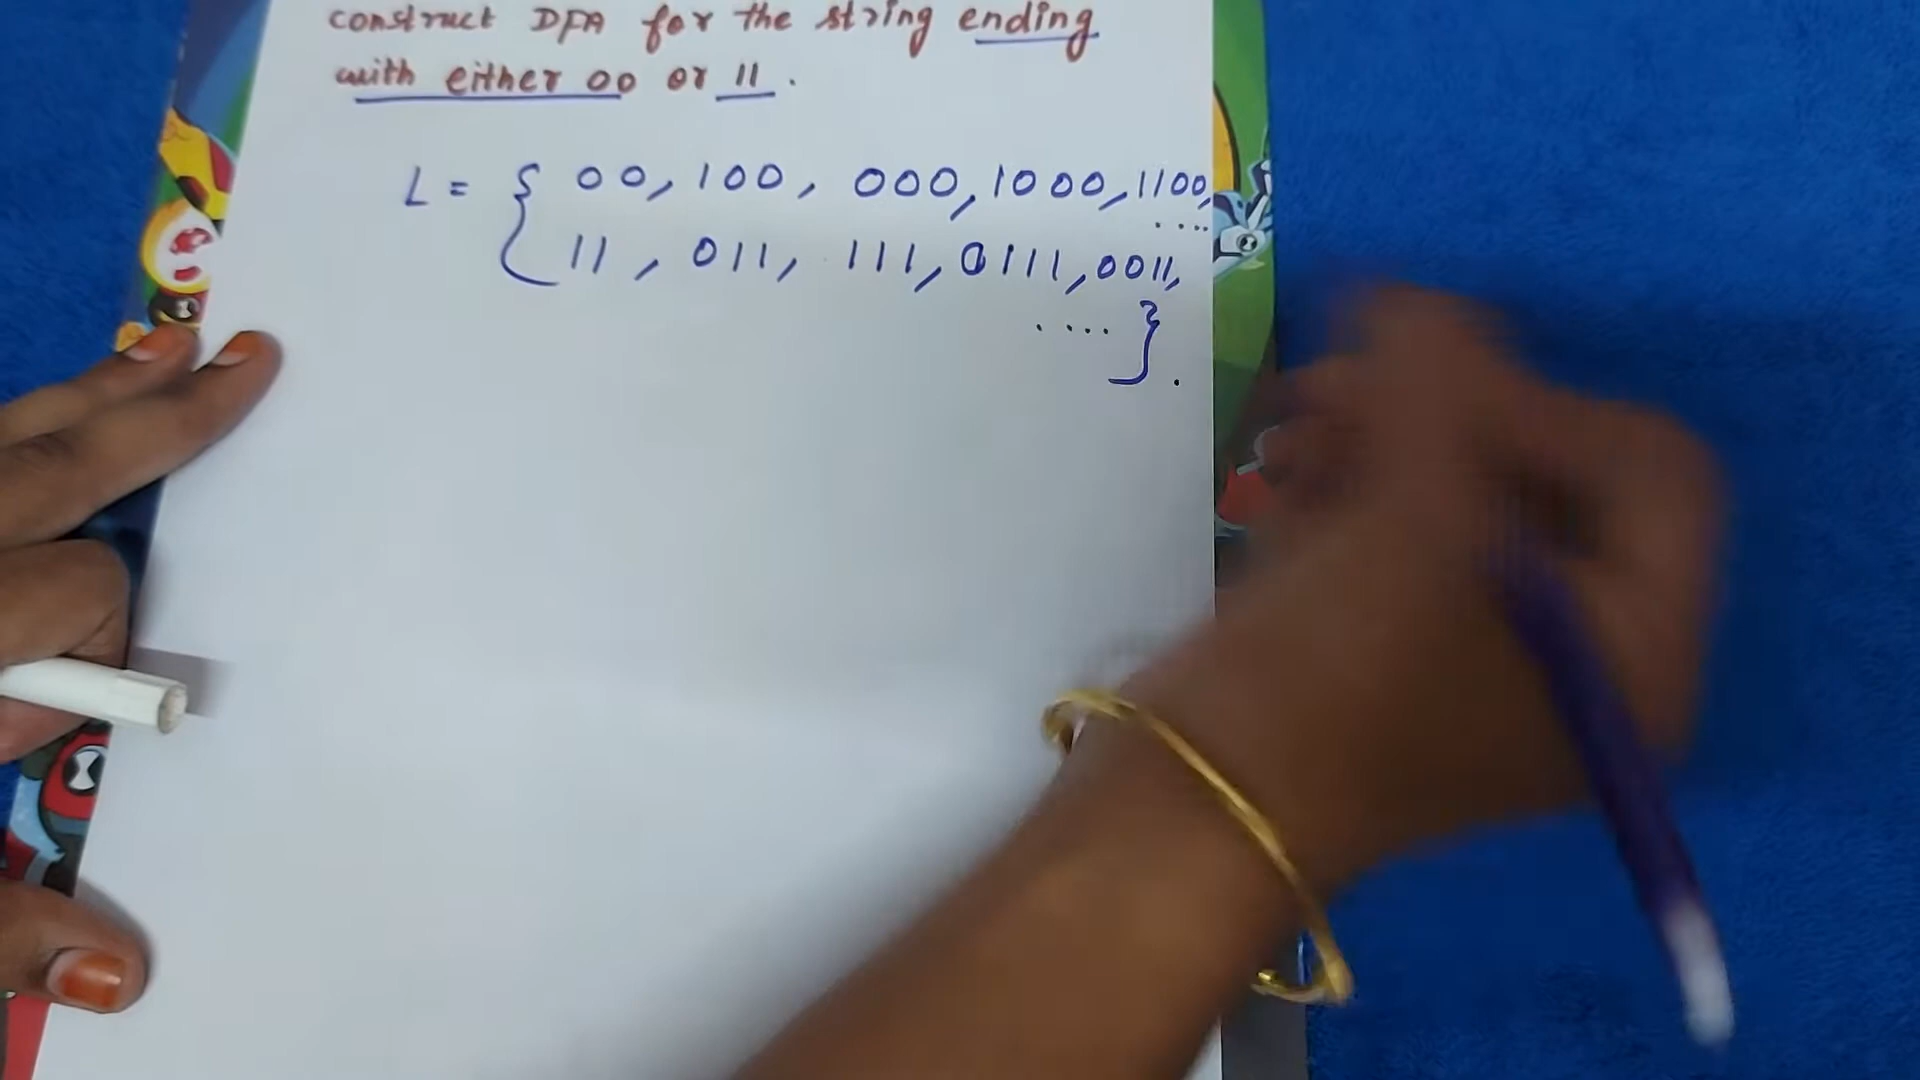 construct DFA for the string ending
with either 00 or 11.
L = { 00, 100, 000, 1000, 1100,
....
11, 011, 111, 0111, 0011,
.... }.